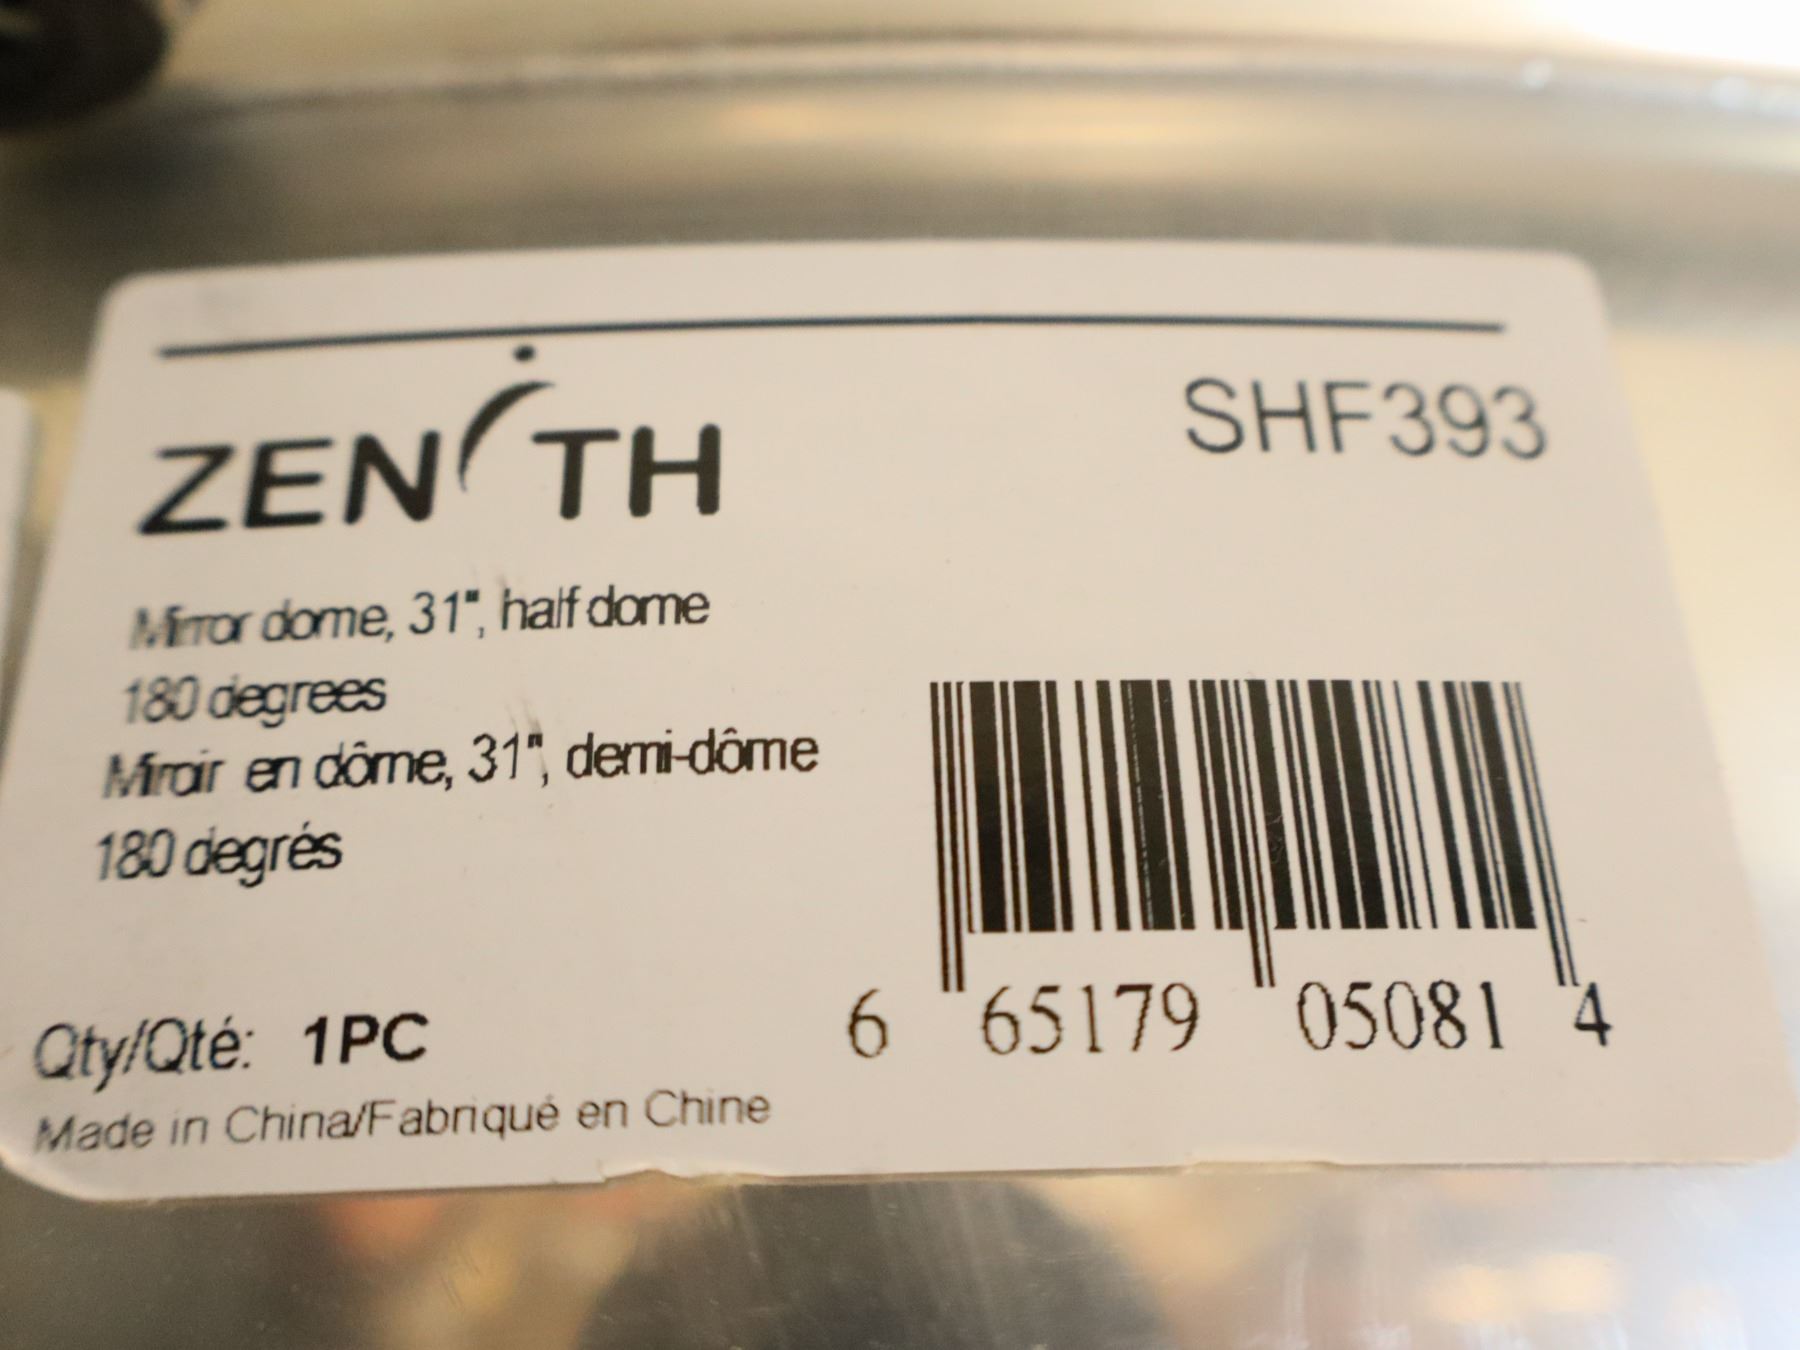 ZENITH
SHF393
Mirror dome, 31", half dome
180 degrees
Miroir en dôme, 31", demi-dôme
180 degrés
Qty/Qté: 1PC
Made in China/Fabriqué en Chine
6 65179 05081 4